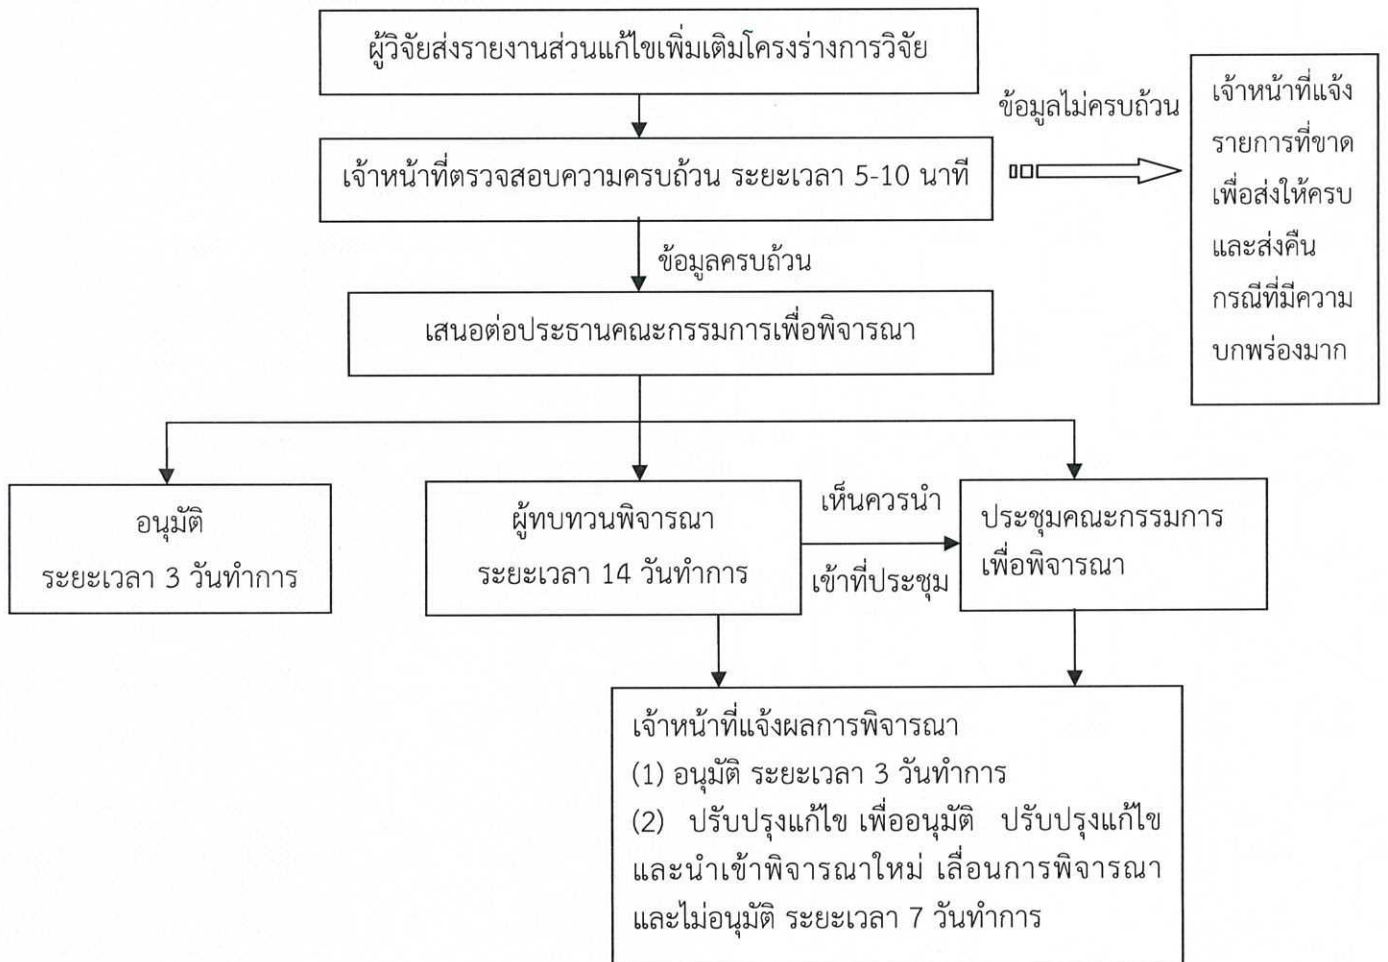 ผู้วิจัยส่งรายงานส่วนแก้ไขเพิ่มเติมโครงร่างการวิจัย
ข้อมูลไม่ครบถ้วน
เจ้าหน้าที่แจ้ง
รายการที่ขาด
เพื่อส่งให้ครบ
และส่งคืน
กรณีที่มีความ
บกพร่องมาก
เจ้าหน้าที่ตรวจสอบความครบถ้วน ระยะเวลา 5-10 นาที
ข้อมูลครบถ้วน
เสนอต่อประธานคณะกรรมการเพื่อพิจารณา
อนุมัติ
ระยะเวลา 3 วันทำการ
ผู้ทบทวนพิจารณา
ระยะเวลา 14 วันทำการ
เห็นควรนำ
เข้าที่ประชุม
ประชุมคณะกรรมการ
เพื่อพิจารณา
เจ้าหน้าที่แจ้งผลการพิจารณา
(1) อนุมัติ ระยะเวลา 3 วันทำการ
(2) ปรับปรุงแก้ไข เพื่ออนุมัติ ปรับปรุงแก้ไข
และนำเข้าพิจารณาใหม่ เลื่อนการพิจารณา
และไม่อนุมัติ ระยะเวลา 7 วันทำการ